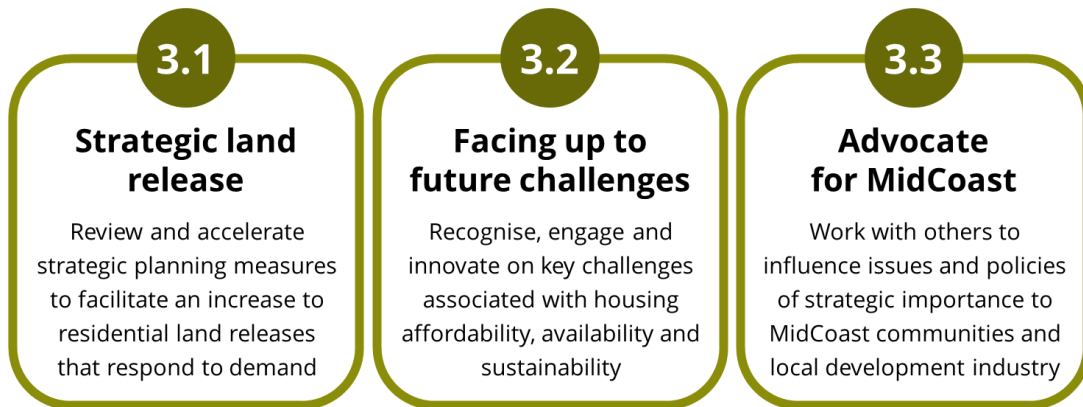 3.1
Strategic land
release
Review and accelerate
strategic planning measures
to facilitate an increase to
residential land releases
that respond to demand
3.2
Facing up to
future challenges
Recognise, engage and
innovate on key challenges
associated with housing
affordability, availability and
sustainability
3.3
Advocate
for MidCoast
Work with others to
influence issues and policies
of strategic importance to
MidCoast communities and
local development industry